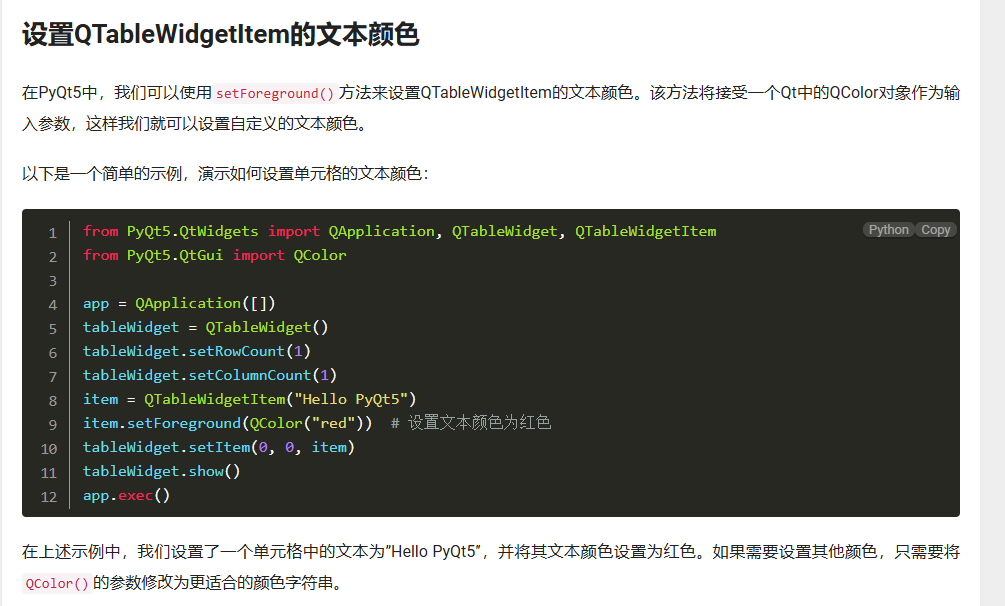 设置QTableWidgetItem的文本颜色
在PyQt5中，我们可以使用 setForeground() 方法来设置QTableWidgetItem的文本颜色。该方法将接受一个Qt中的QColor对象作为输
入参数，这样我们就可以设置自定义的文本颜色。
以下是一个简单的示例，演示如何设置单元格的文本颜色：
Python Copy
1 from PyQt5.QtWidgets import QApplication, QTableWidget, QTableWidgetItem
2 from PyQt5.QtGui import QColor
3
4 app = QApplication([])
5 tableWidget = QTableWidget()
6 tableWidget.setRowCount(1)
7 tableWidget.setColumnCount(1)
8 item = QTableWidgetItem("Hello PyQt5")
9 item.setForeground(QColor("red"))  # 设置文本颜色为红色
10 tableWidget.setItem(0, 0, item)
11 tableWidget.show()
12 app.exec()
在上述示例中，我们设置了一个单元格中的文本为"Hello PyQt5"，并将其文本颜色设置为红色。如果需要设置其他颜色，只需要将
QColor() 的参数修改为更适合的颜色字符串。